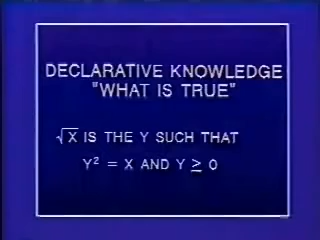 DECLARATIVE KNOWLEDGE
"WHAT IS TRUE"
√X IS THE Y SUCH THAT
Y² = X AND Y ≥ 0